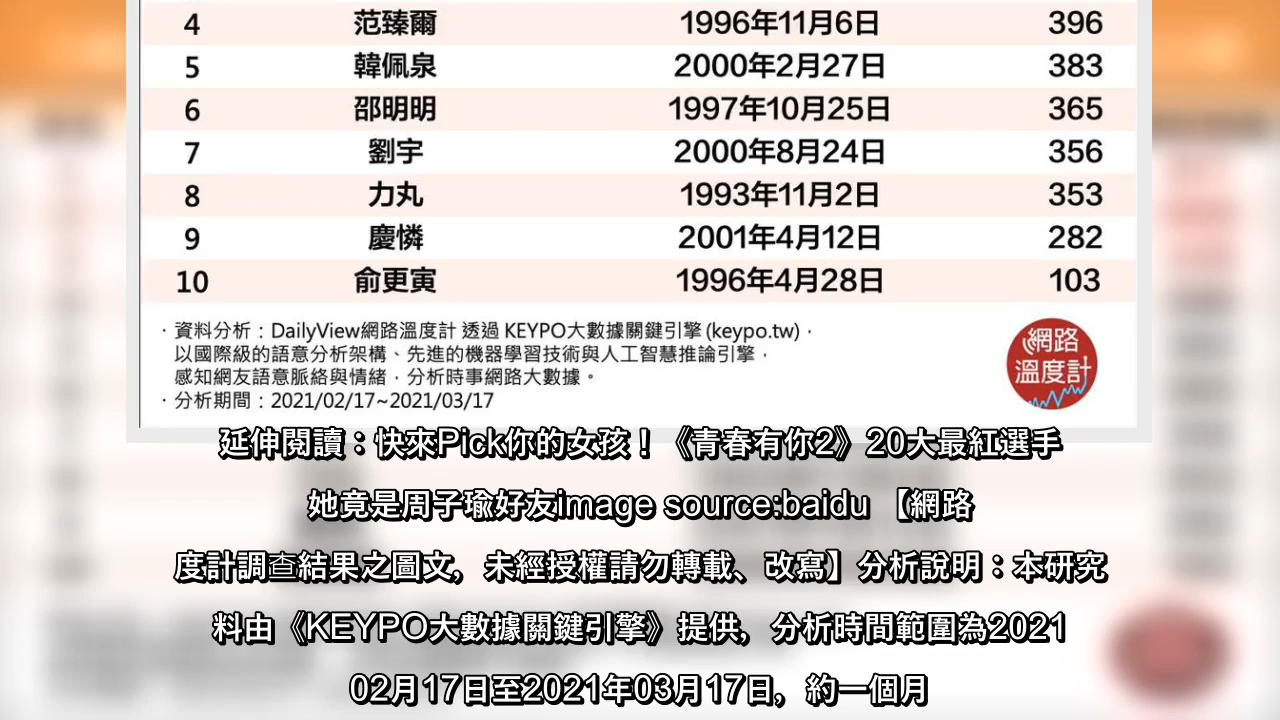 4 范臻爾 1996年11月6日 396
5 韓佩泉 2000年2月27日 383
6 邵明明 1997年10月25日 365
7 劉宇 2000年8月24日 356
8 力丸 1993年11月2日 353
9 慶憐 2001年4月12日 282
10 俞更寅 1996年4月28日 103
· 資料分析：DailyView網路溫度計 透過 KEYPO大數據關鍵引擎 (keypo.tw)，
以國際級的語意分析架構、先進的機器學習技術與人工智慧推論引擎，
感知網友語意脈絡與情緒，分析時事網路大數據。
· 分析期間：2021/02/17~2021/03/17
網路
溫度計
延伸閱讀：快來Pick你的女孩！《青春有你2》20大最紅選手
她竟是周子瑜好友image source:baidu 【網路
度計調查結果之圖文，未經授權請勿轉載、改寫】分析說明：本研究
料由《KEYPO大數據關鍵引擎》提供，分析時間範圍為2021
02月17日至2021年03月17日，約一個月